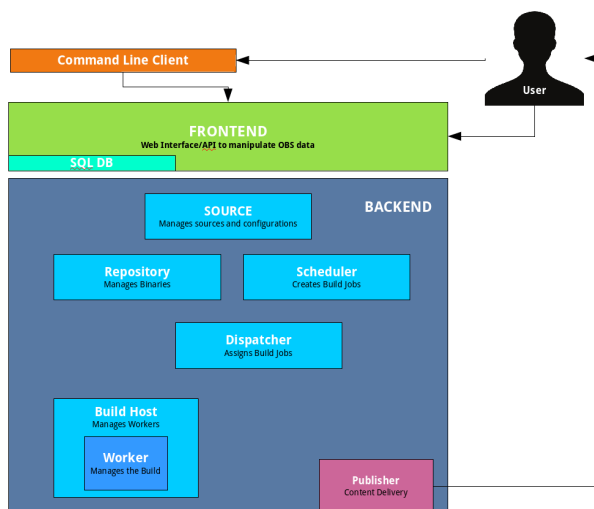 Command Line Client
User
FRONTEND
Web Interface/API to manipulate OBS data
SQL DB
BACKEND
SOURCE
Manages sources and configurations
Repository
Manages Binaries
Scheduler
Creates Build Jobs
Dispatcher
Assigns Build Jobs
Build Host
Manages Workers
Worker
Manages the Build
Publisher
Content Delivery